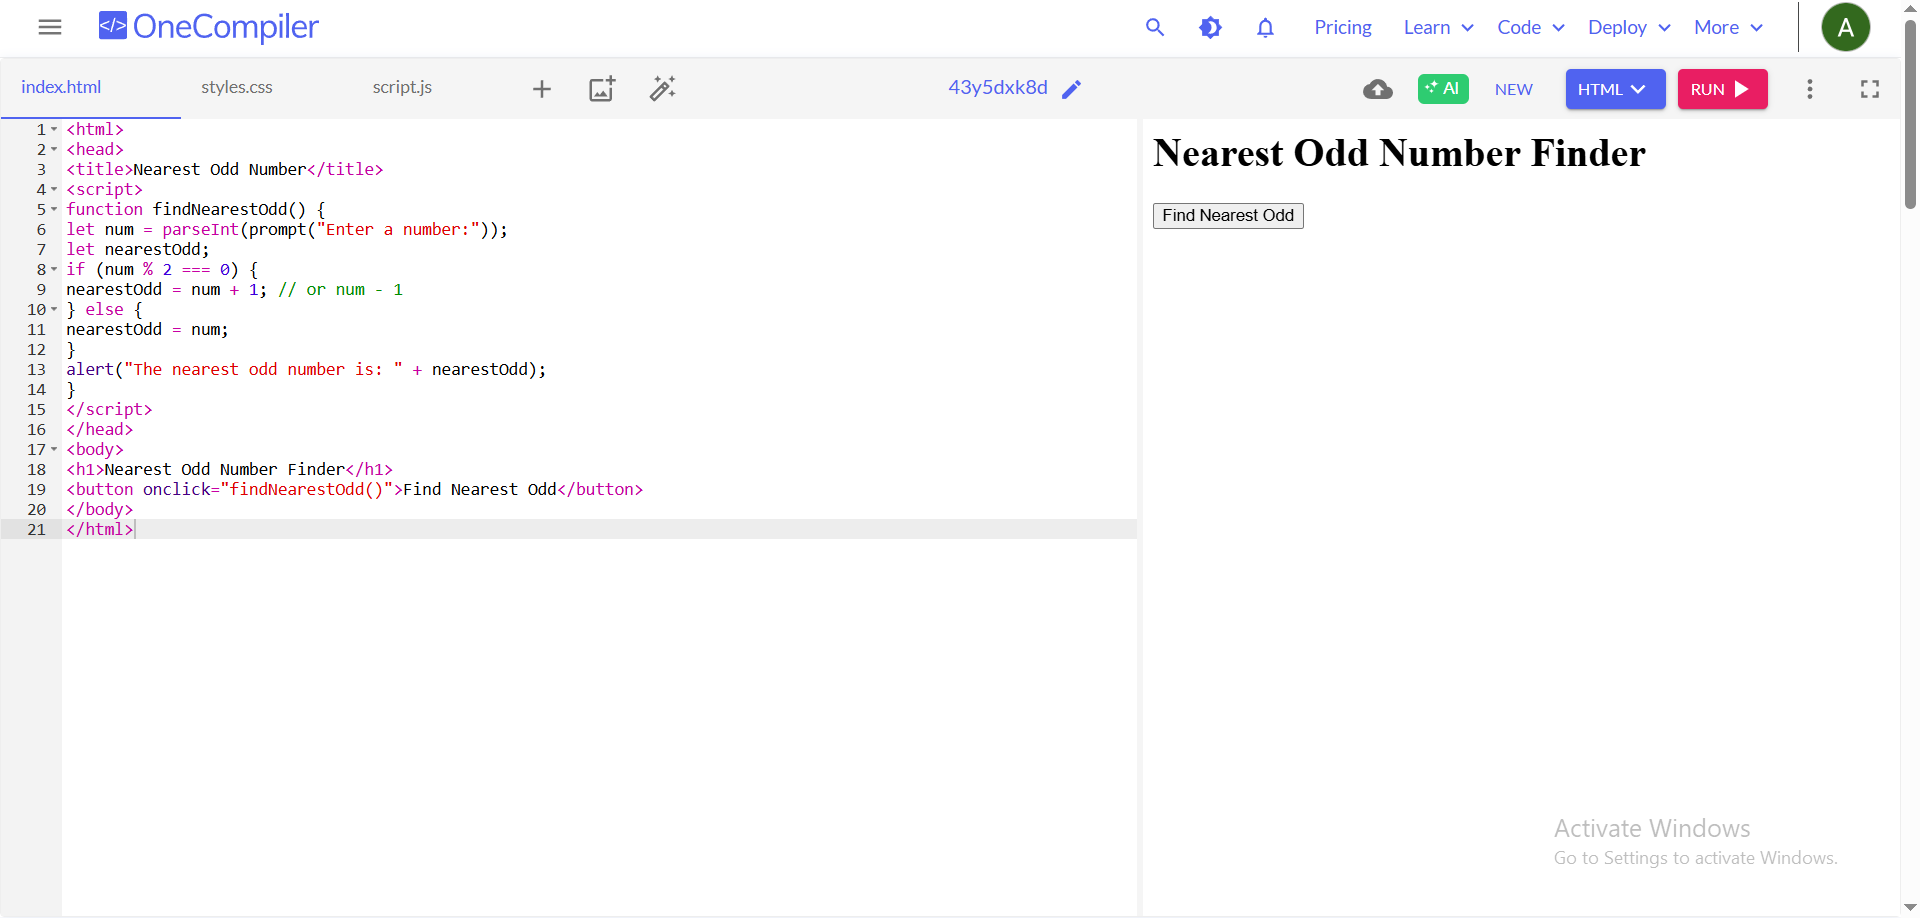 </> OneCompiler
Pricing Learn Code Deploy More A
index.html styles.css script.js 43y5dxk8d AI NEW HTML RUN
1 <html>
2 <head>
3 <title>Nearest Odd Number</title>
4 <script>
5 function findNearestOdd() {
6 let num = parseInt(prompt("Enter a number:"));
7 let nearestOdd;
8 if (num % 2 === 0) {
9 nearestOdd = num + 1; // or num - 1
10 } else {
11 nearestOdd = num;
12 }
13 alert("The nearest odd number is: " + nearestOdd);
14 }
15 </script>
16 </head>
17 <body>
18 <h1>Nearest Odd Number Finder</h1>
19 <button onclick="findNearestOdd()">Find Nearest Odd</button>
20 </body>
21 </html>
Nearest Odd Number Finder
Find Nearest Odd
Activate Windows
Go to Settings to activate Windows.